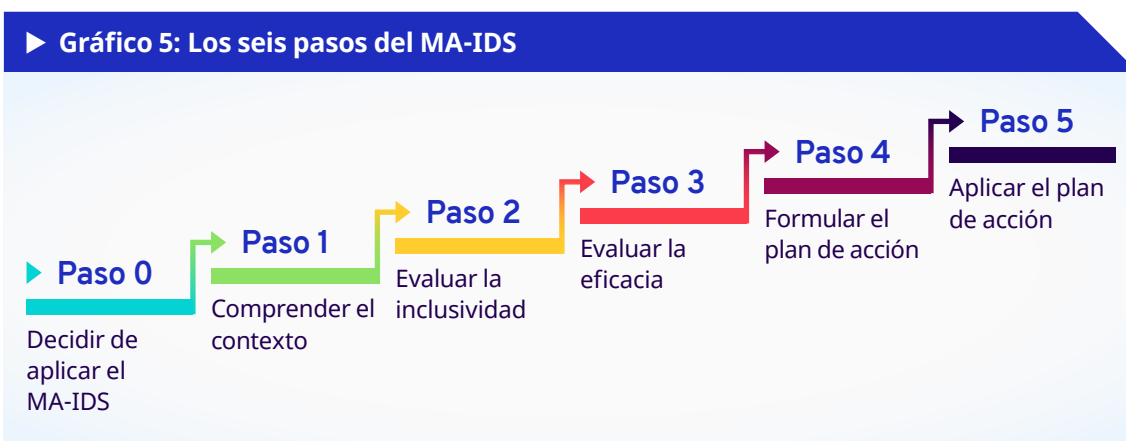 Gráfico 5: Los seis pasos del MA-IDS
Paso 0
Decidir de
aplicar el
MA-IDS
Paso 1
Comprender el
contexto
Paso 2
Evaluar la
inclusividad
Paso 3
Evaluar la
eficacia
Paso 4
Formular el
plan de acción
Paso 5
Aplicar el plan
de acción